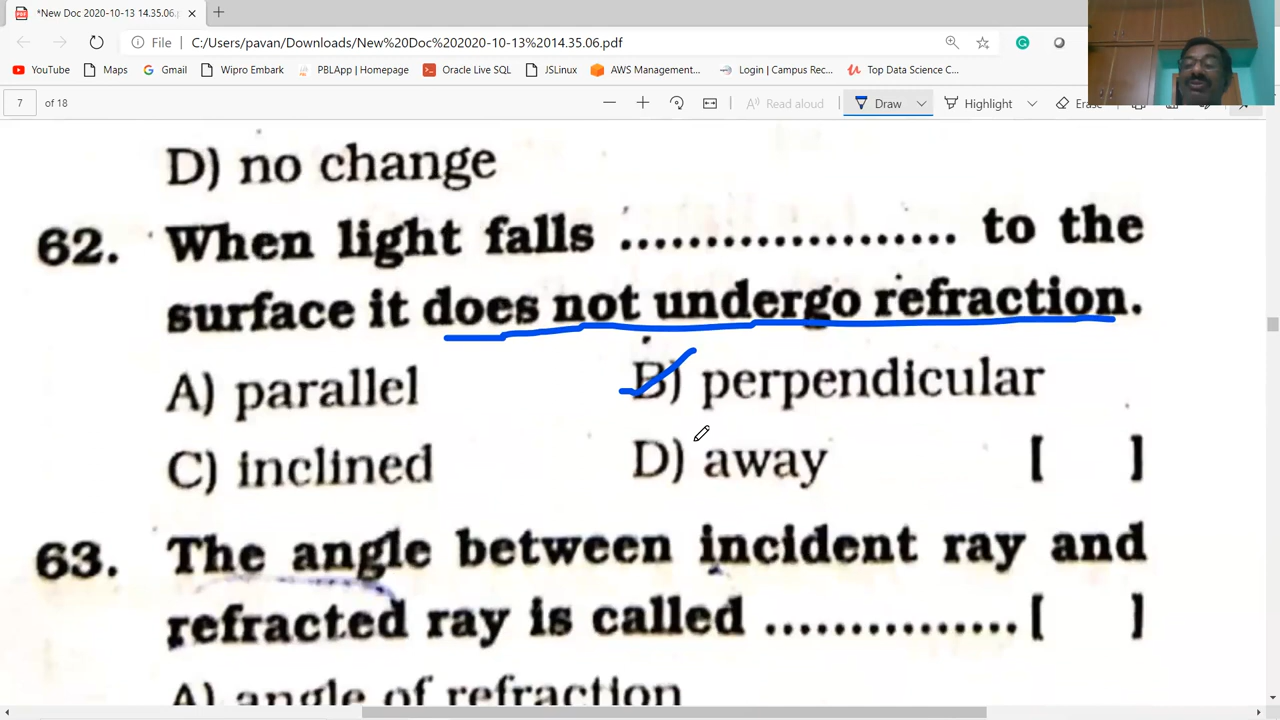 *New Doc 2020-10-13 14.35.06.p
File C:/Users/pavan/Downloads/New%20Doc%202020-10-13%2014.35.06.pdf
YouTube Maps Gmail Wipro Embark PBLApp | Homepage Oracle Live SQL JSLinux AWS Management... Login | Campus Rec... Top Data Science C...
7 of 18 Read aloud Draw Highlight
D) no change
62. When light falls ..................... to the
surface it does not undergo refraction.
A) parallel B) perpendicular
C) inclined D) away [ ]
63. The angle between incident ray and
refracted ray is called ................ [ ]
A) angle of refraction